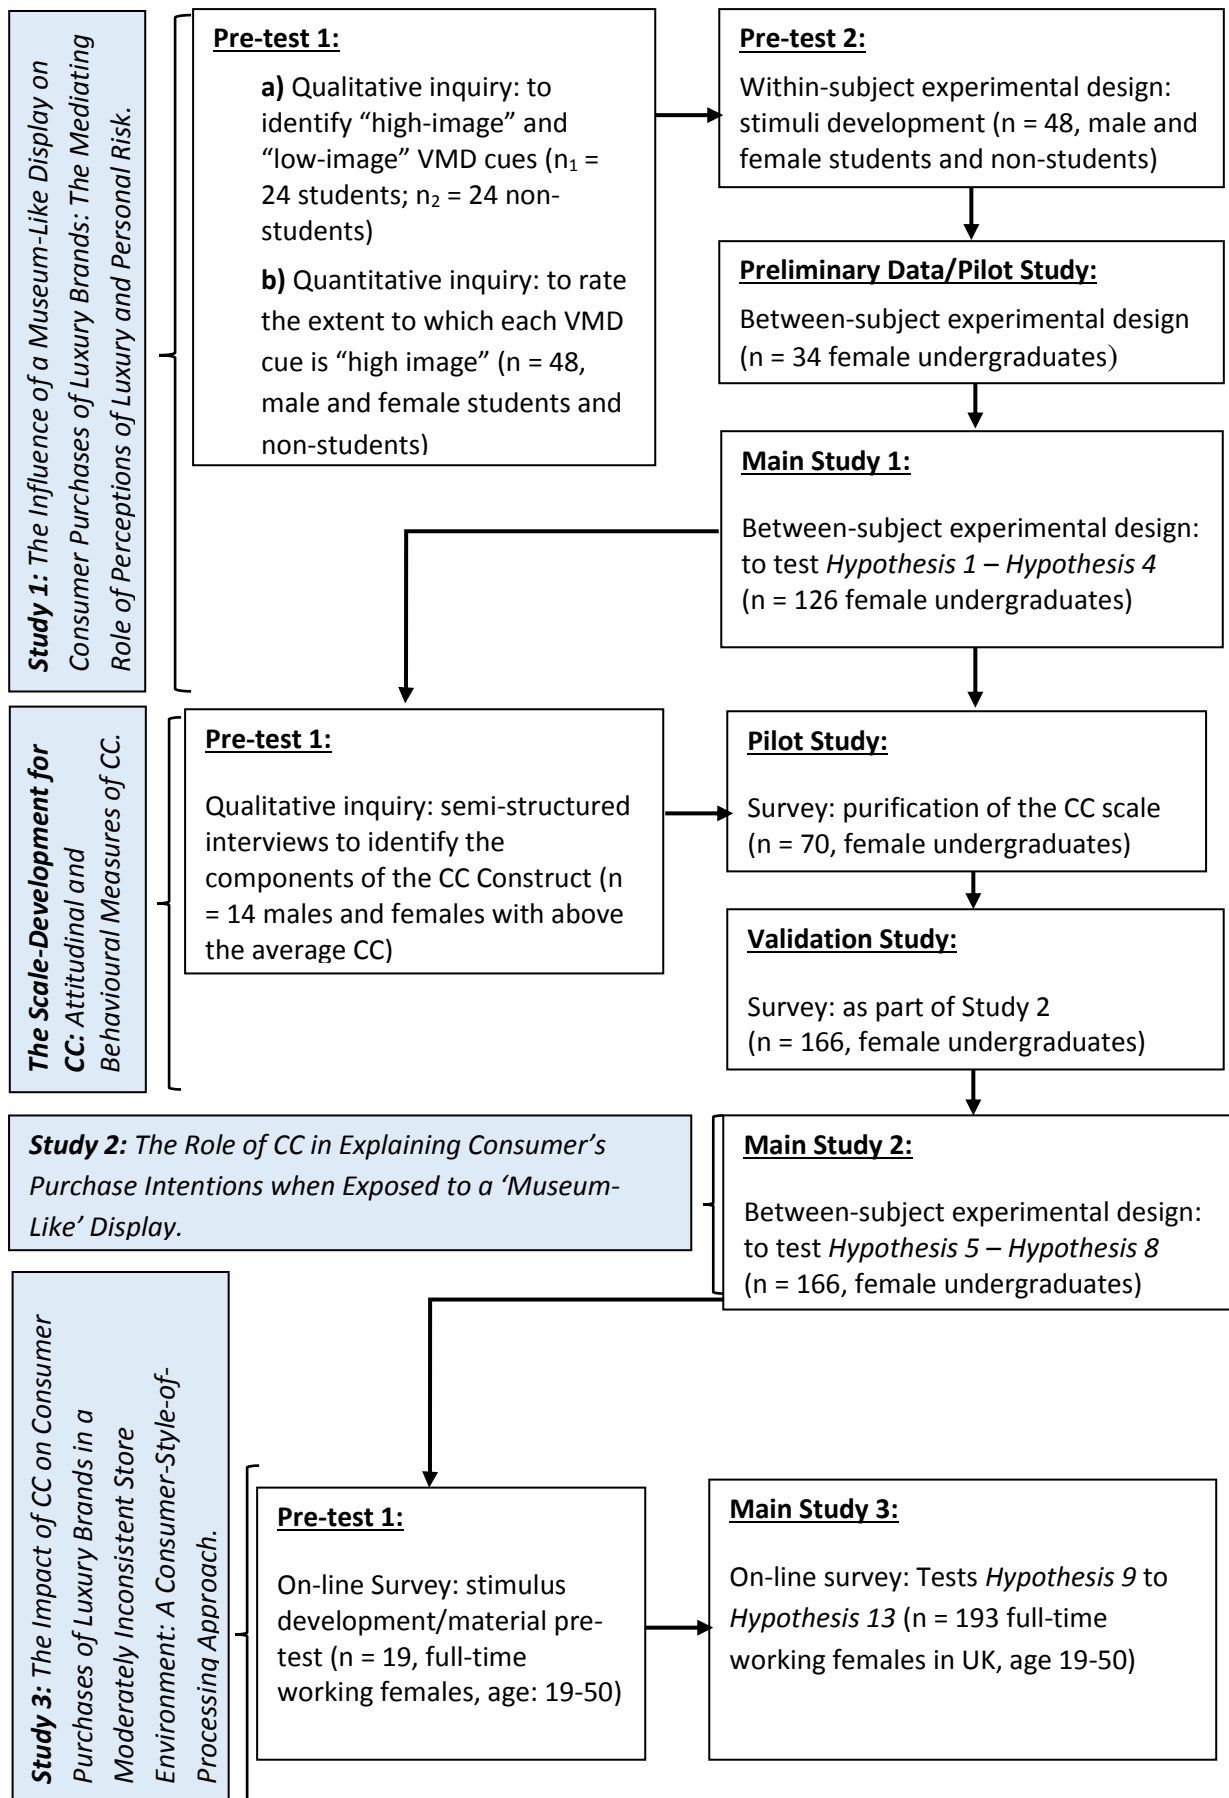 Study 1: The Influence of a Museum-Like Display on
Consumer Purchases of Luxury Brands: The Mediating
Role of Perceptions of Luxury and Personal Risk.
Pre-test 1:
a) Qualitative inquiry: to
identify “high-image” and
“low-image” VMD cues (n1 =
24 students; n2 = 24 non-
students)
b) Quantitative inquiry: to rate
the extent to which each VMD
cue is “high image” (n = 48,
male and female students and
non-students)
Pre-test 2:
Within-subject experimental design:
stimuli development (n = 48, male and
female students and non-students)
Preliminary Data/Pilot Study:
Between-subject experimental design
(n = 34 female undergraduates)
Main Study 1:
Between-subject experimental design:
to test Hypothesis 1 – Hypothesis 4
(n = 126 female undergraduates)
The Scale-Development for
CC: Attitudinal and
Behavioural Measures of CC.
Pre-test 1:
Qualitative inquiry: semi-structured
interviews to identify the
components of the CC Construct (n
= 14 males and females with above
the average CC)
Pilot Study:
Survey: purification of the CC scale
(n = 70, female undergraduates)
Validation Study:
Survey: as part of Study 2
(n = 166, female undergraduates)
Study 2: The Role of CC in Explaining Consumer’s
Purchase Intentions when Exposed to a ‘Museum-
Like’ Display.
Main Study 2:
Between-subject experimental design:
to test Hypothesis 5 – Hypothesis 8
(n = 166, female undergraduates)
Study 3: The Impact of CC on Consumer
Purchases of Luxury Brands in a
Moderately Inconsistent Store
Environment: A Consumer-Style-of-
Processing Approach.
Pre-test 1:
On-line Survey: stimulus
development/material pre-
test (n = 19, full-time
working females, age: 19-50)
Main Study 3:
On-line survey: Tests Hypothesis 9 to
Hypothesis 13 (n = 193 full-time
working females in UK, age 19-50)